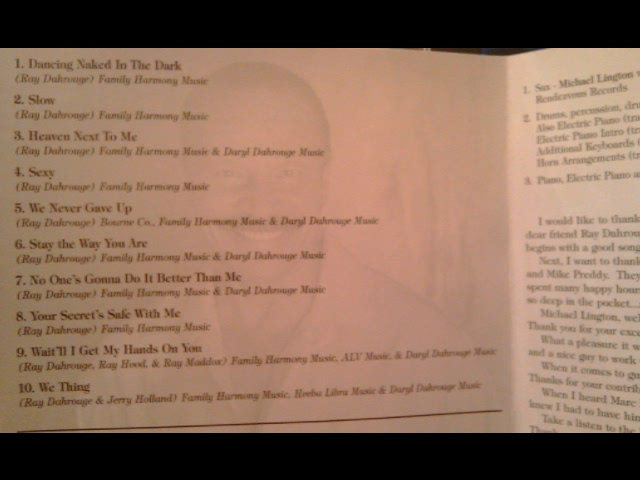 1. Dancing Naked In The Dark
(Ray Dahrouge) Family Harmony Music
2. Slow
(Ray Dahrouge) Family Harmony Music
3. Heaven Next To Me
(Ray Dahrouge) Family Harmony Music & Daryl Dahrouge Music
4. Sexy
(Ray Dahrouge) Family Harmony Music
5. We Never Gave Up
(Ray Dahrouge) Bourne Co., Family Harmony Music & Daryl Dahrouge Music
6. Stay the Way You Are
(Ray Dahrouge) Family Harmony Music & Daryl Dahrouge Music
7. No One's Gonna Do It Better Than Me
(Ray Dahrouge) Family Harmony Music & Daryl Dahrouge Music
8. Your Secret's Safe With Me
(Ray Dahrouge) Family Harmony Music
9. Wait'll I Get My Hands On You
(Ray Dahrouge, Ray Hood, & Ray Maddox) Family Harmony Music, ALV Music, & Daryl Dahrouge Music
10. We Thing
(Ray Dahrouge & Jerry Holland) Family Harmony Music, Heeba Libra Music & Daryl Dahrouge Music
1. Sax - Michael Lington
Rendezvous Records
2. Drums, percussion,
Also Electric Piano
Electric Piano Intro
Additional Keyboards
Horn Arrangements
3. Piano, Electric Piano
I would like to thank
dear friend Ray
begins with a good song
Next, I want to thank
and Mike Preddy. They
spent many happy hour
so deep in the pocket...
Michael Lington,
Thank you for your
What a pleasure it
and a nice guy to work
When it comes to
Thanks for your
When I heard Marc
knew I had to have him
Take a listen to the